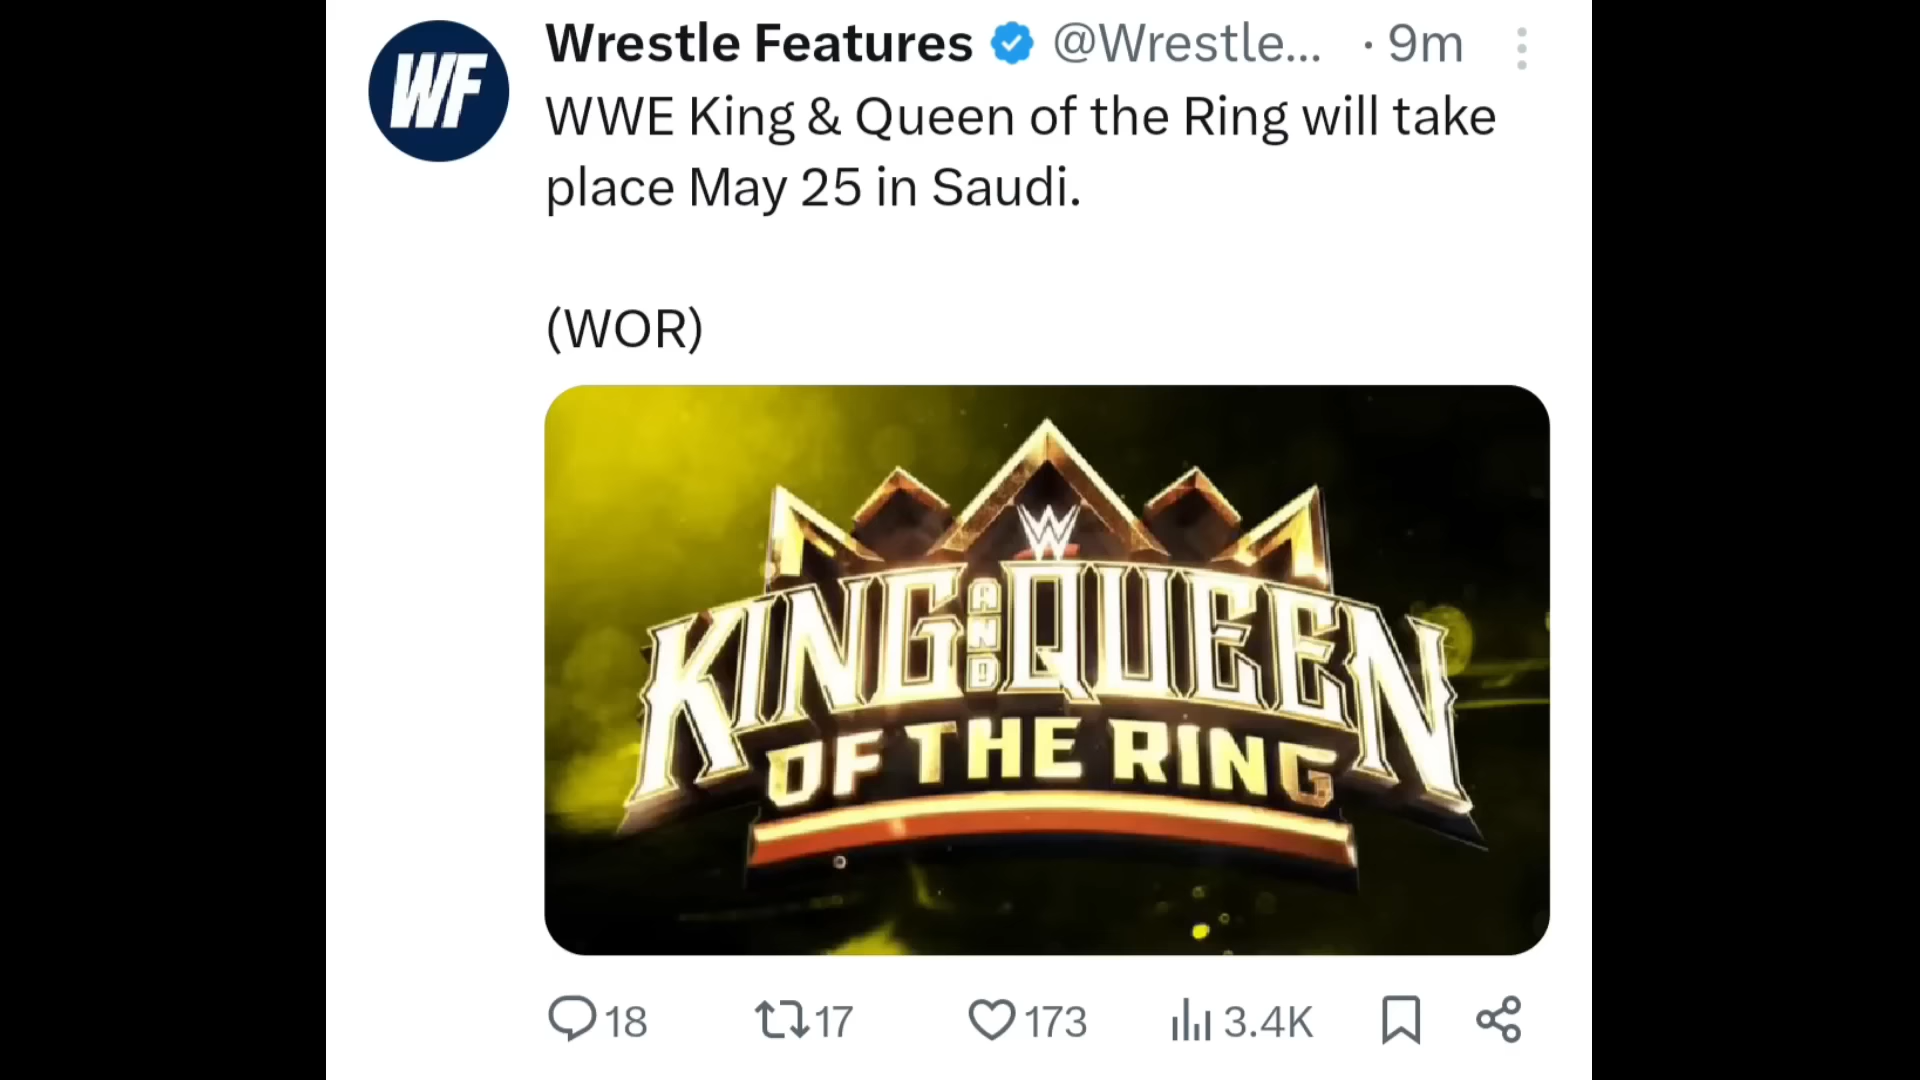 WF
Wrestle Features @Wrestle... · 9m
WWE King & Queen of the Ring will take
place May 25 in Saudi.
(WOR)
W
KING AND QUEEN
OF THE RING
18 17 173 3.4K